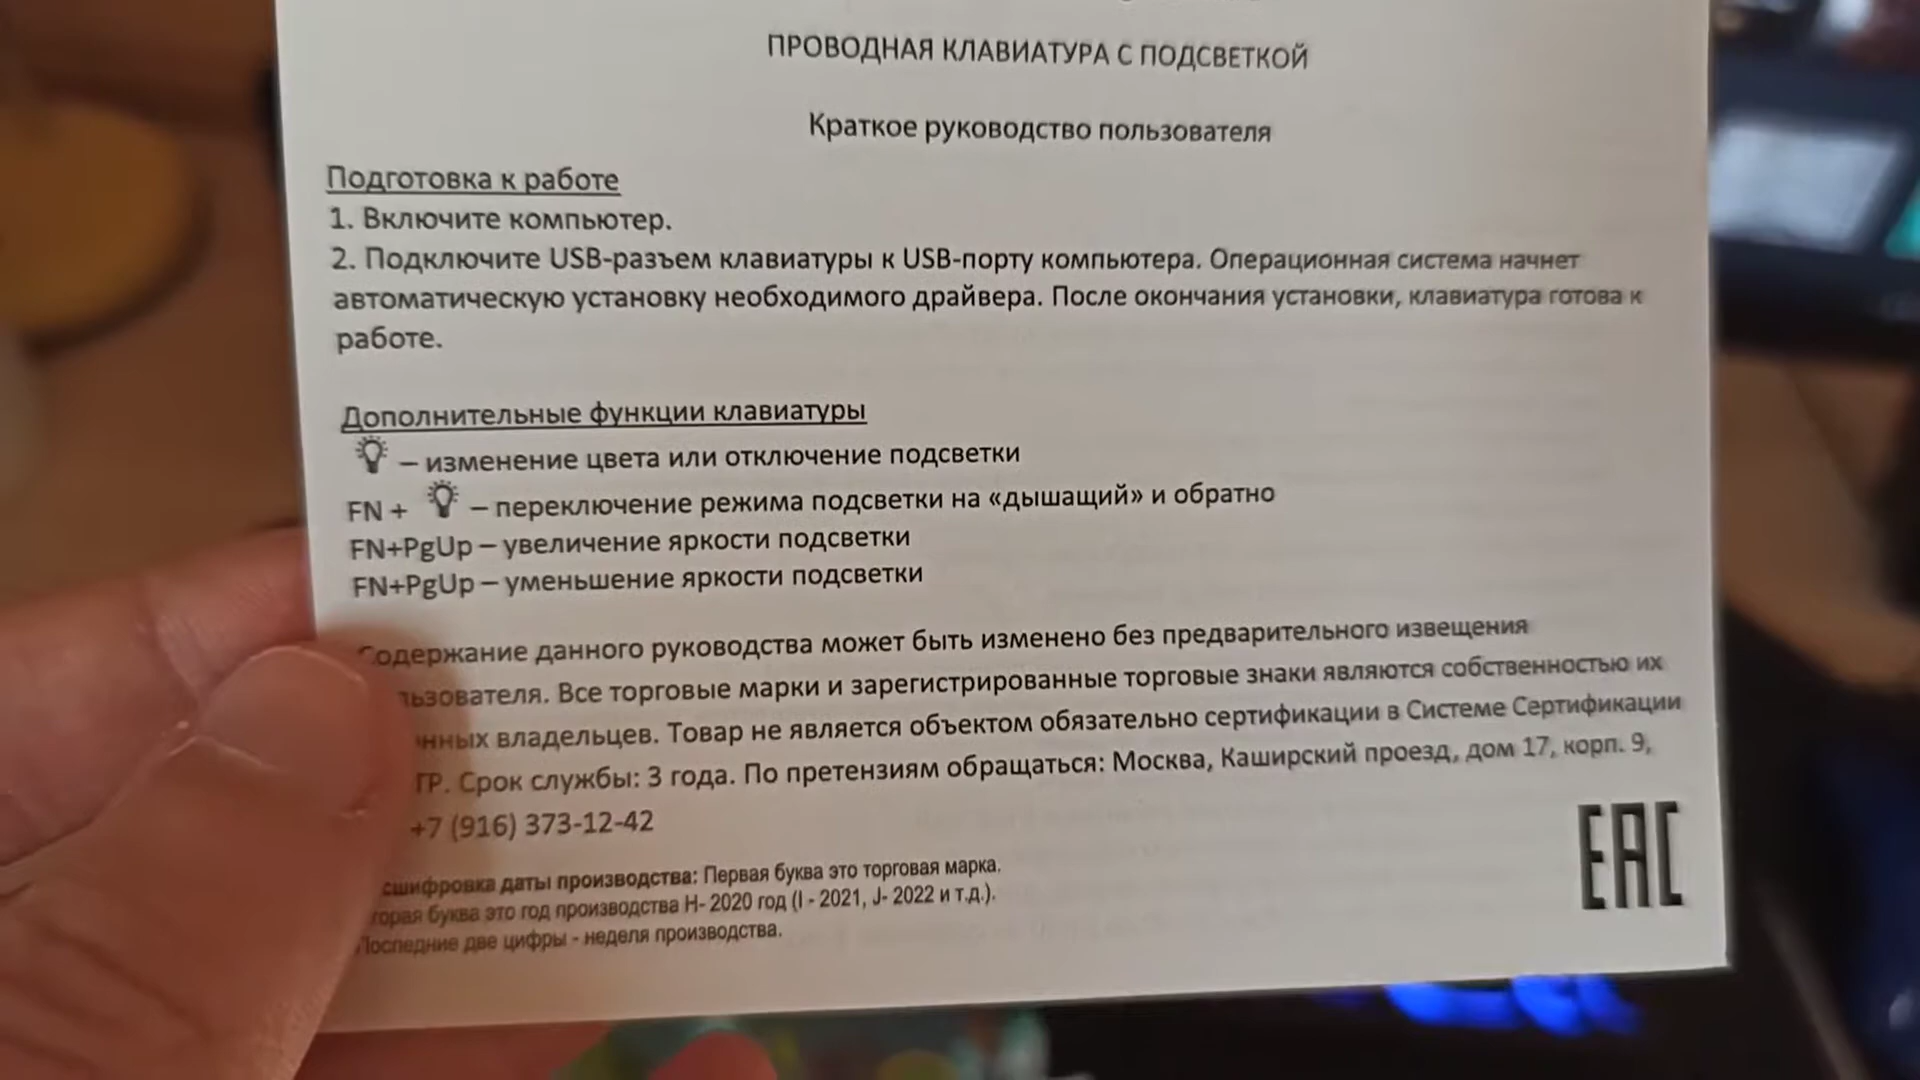 ПРОВОДНАЯ КЛАВИАТУРА С ПОДСВЕТКОЙ
Краткое руководство пользователя
Подготовка к работе
1. Включите компьютер.
2. Подключите USB-разъем клавиатуры к USB-порту компьютера. Операционная система начнет
автоматическую установку необходимого драйвера. После окончания установки, клавиатура готова к
работе.
Дополнительные функции клавиатуры
– изменение цвета или отключение подсветки
FN + – переключение режима подсветки на «дышащий» и обратно
FN+PgUp – увеличение яркости подсветки
FN+PgUp – уменьшение яркости подсветки
Содержание данного руководства может быть изменено без предварительного извещения
льзователя. Все торговые марки и зарегистрированные торговые знаки являются собственностью их
нных владельцев. Товар не является объектом обязательно сертификации в Системе Сертификации
ТР. Срок службы: 3 года. По претензиям обращаться: Москва, Каширский проезд, дом 17, корп. 9,
+7 (916) 373-12-42
сшифровка даты производства: Первая буква это торговая марка.
торая буква это год производства H- 2020 год (I - 2021, J- 2022 и т.д.).
Последние две цифры - неделя производства.
EAC